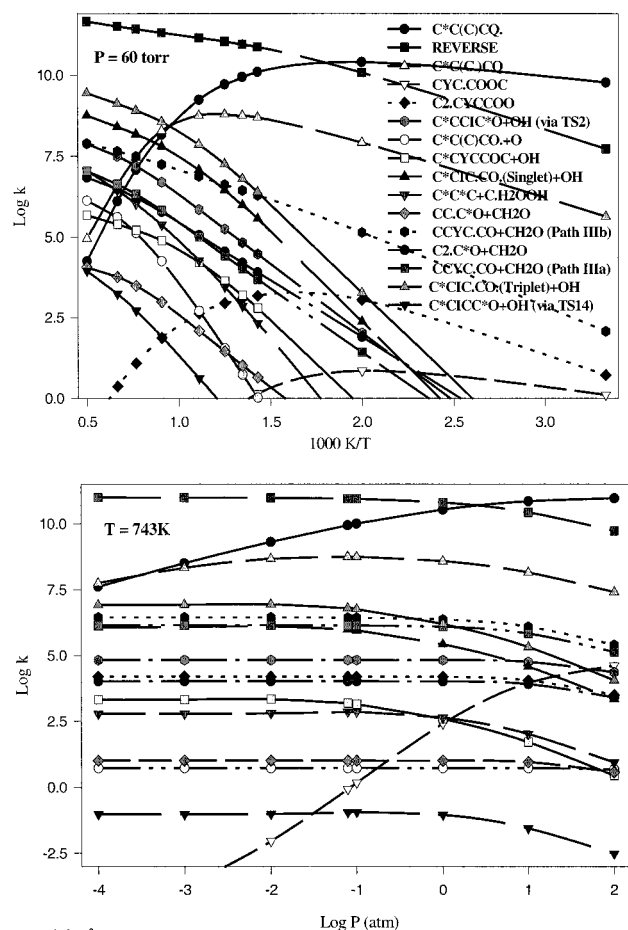 P = 60 torr
C*C(C)CQ.
REVERSE
C*C(C.)CQ
CYC.COOC
C2.CYCCOO
C*CCIC*O+OH (via TS2)
C*C(C)CO.+O
C*CYCCOC+OH
C*CIC.CO.(Singlet)+OH
C*C*C+C.H2OOH
CC.C*O+CH2O
CCYC.CO+CH2O (Path IIIb)
C2.C*O+CH2O
CCYC.CO+CH2O (Path IIIa)
C*CIC.CO.(Triplet)+OH
C*CICC*O+OH (via TS14)
Log k
10.0
7.5
5.0
2.5
0.0
0.5
1.0
1.5
2.0
2.5
3.0
1000 K/T
T = 743K
Log k
10.0
7.5
5.0
2.5
0.0
-2.5
-4
-3
-2
-1
0
1
2
Log P (atm)